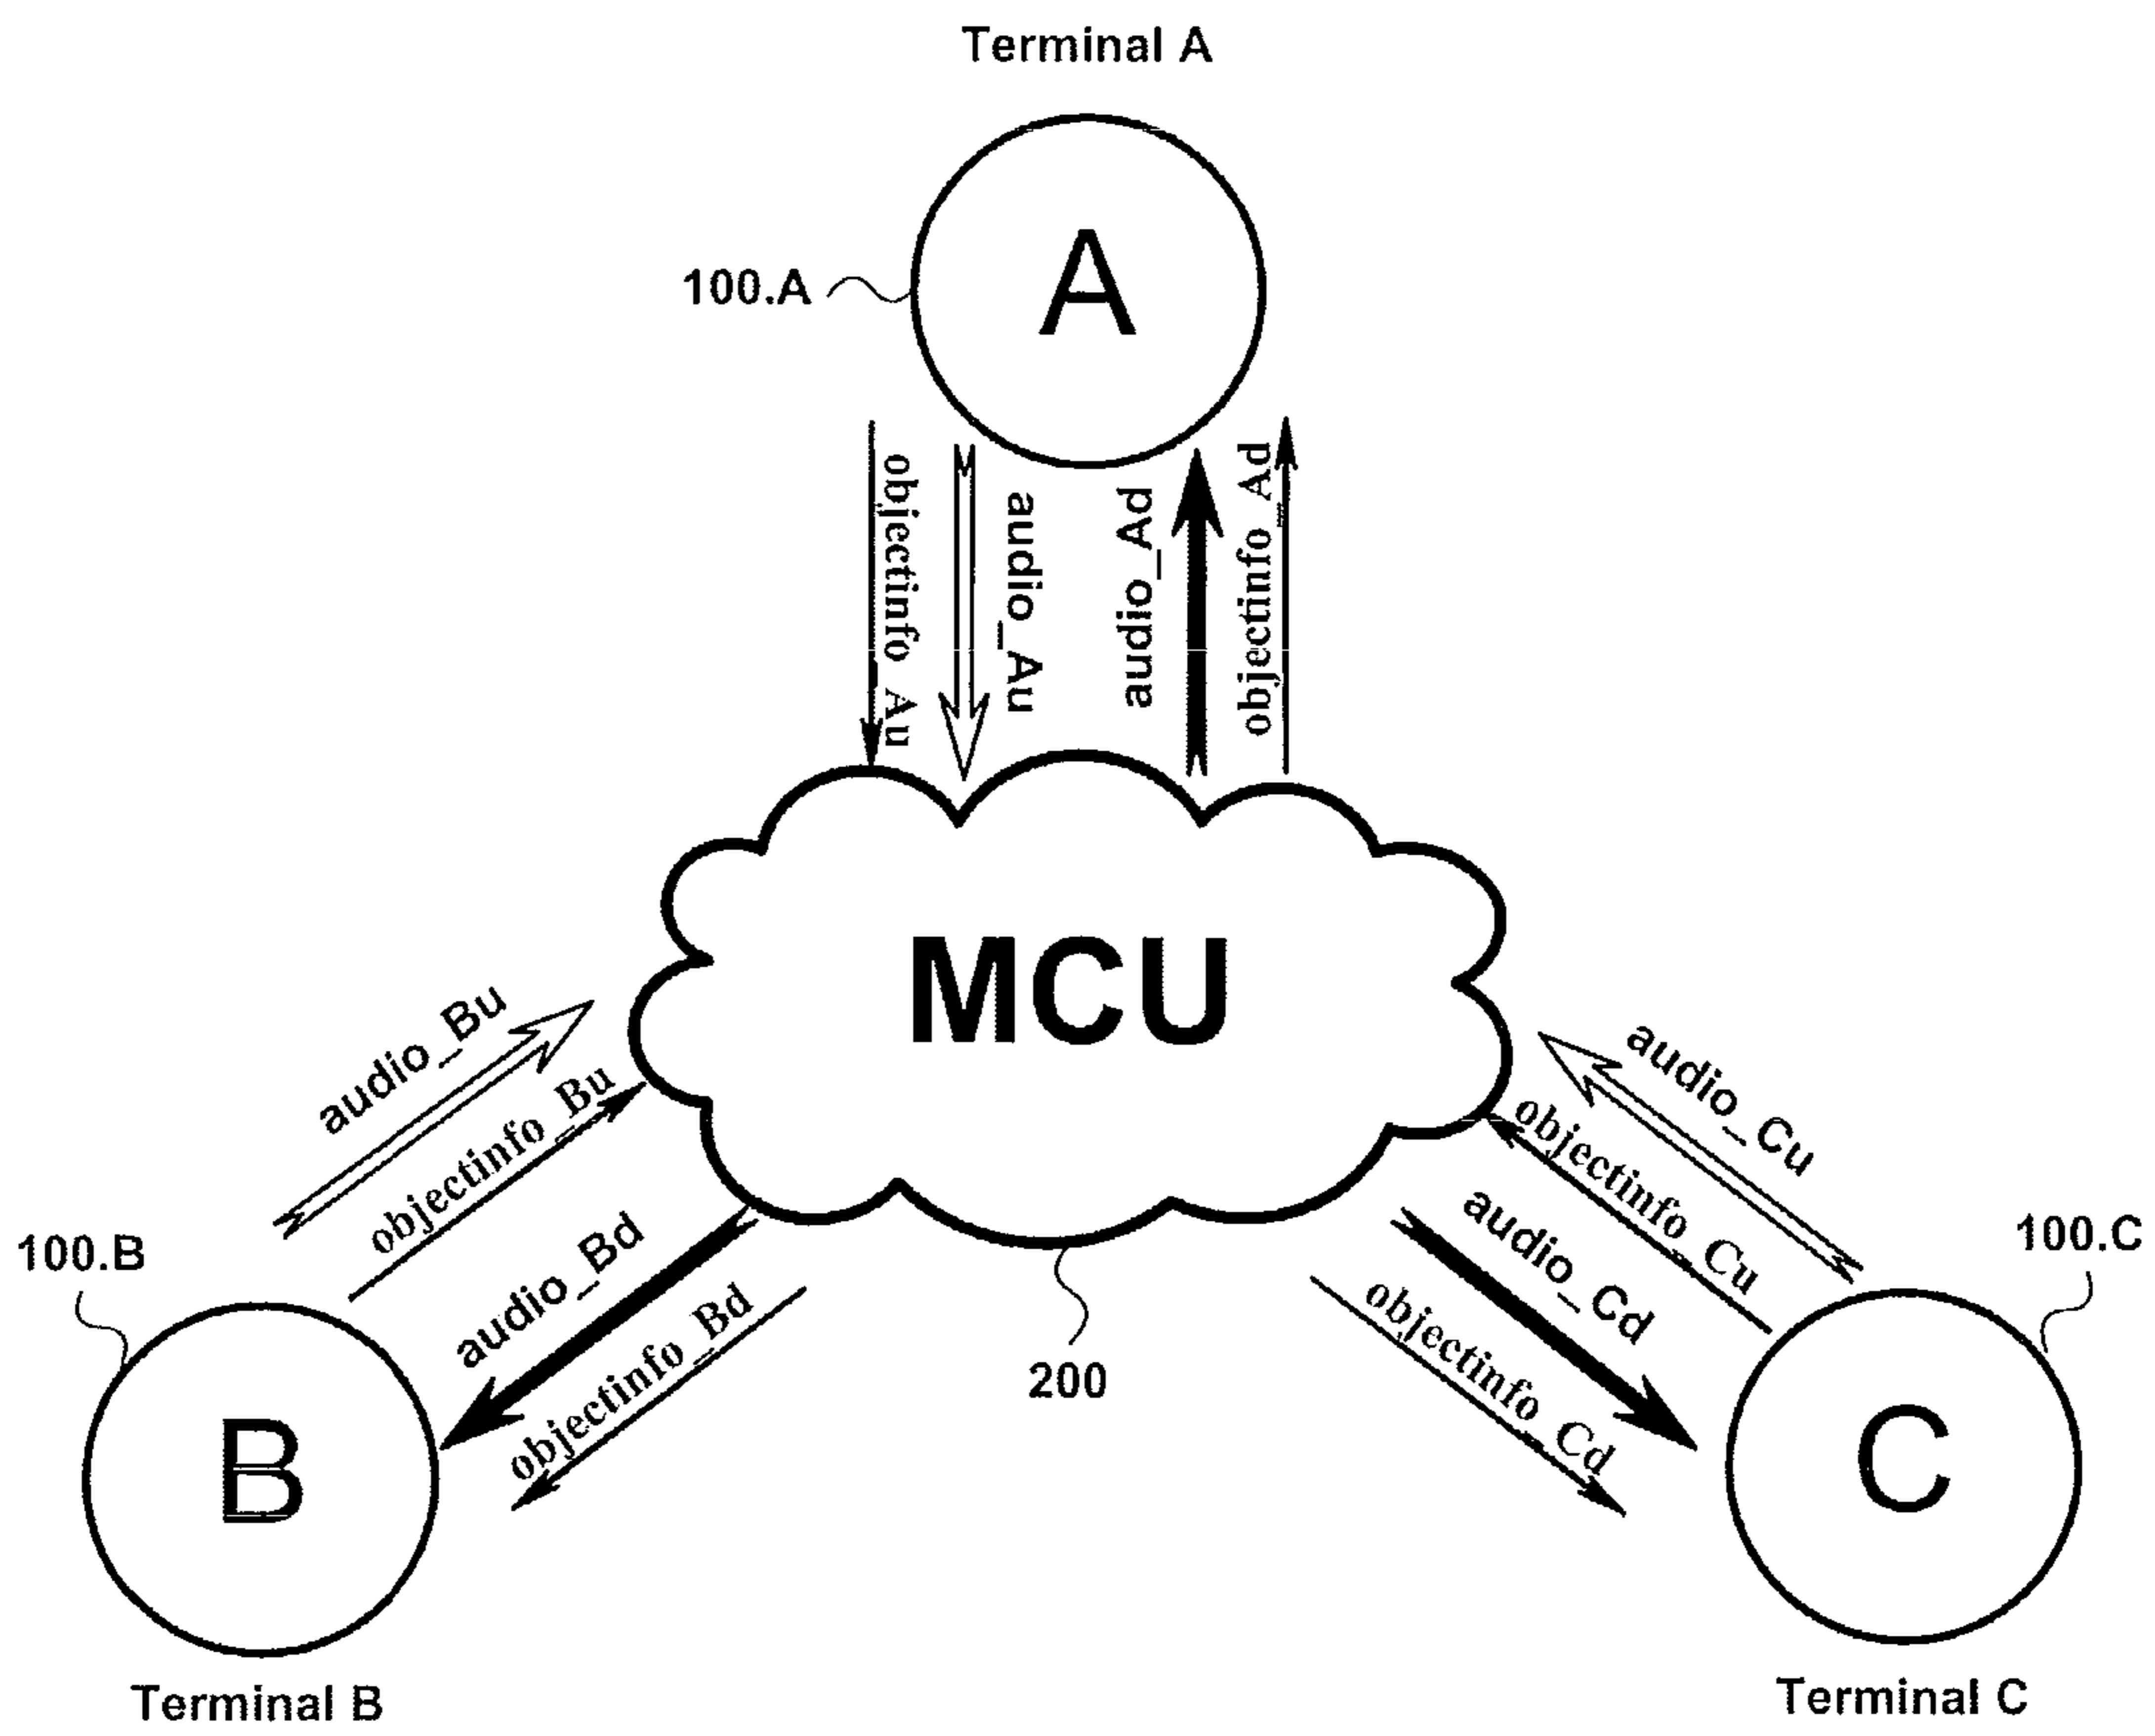 Terminal A
A
100.A
objectinfo_Au
audio_Au
audio_Ad
objectinfo_Ad
MCU
audio_Bu
objectinfo_Bu
audio_Bd
objectinfo_Bd
audio_Cu
objectinfo_Cu
audio_Cd
objectinfo_Cd
100.B
100.C
200
B
C
Terminal B
Terminal C